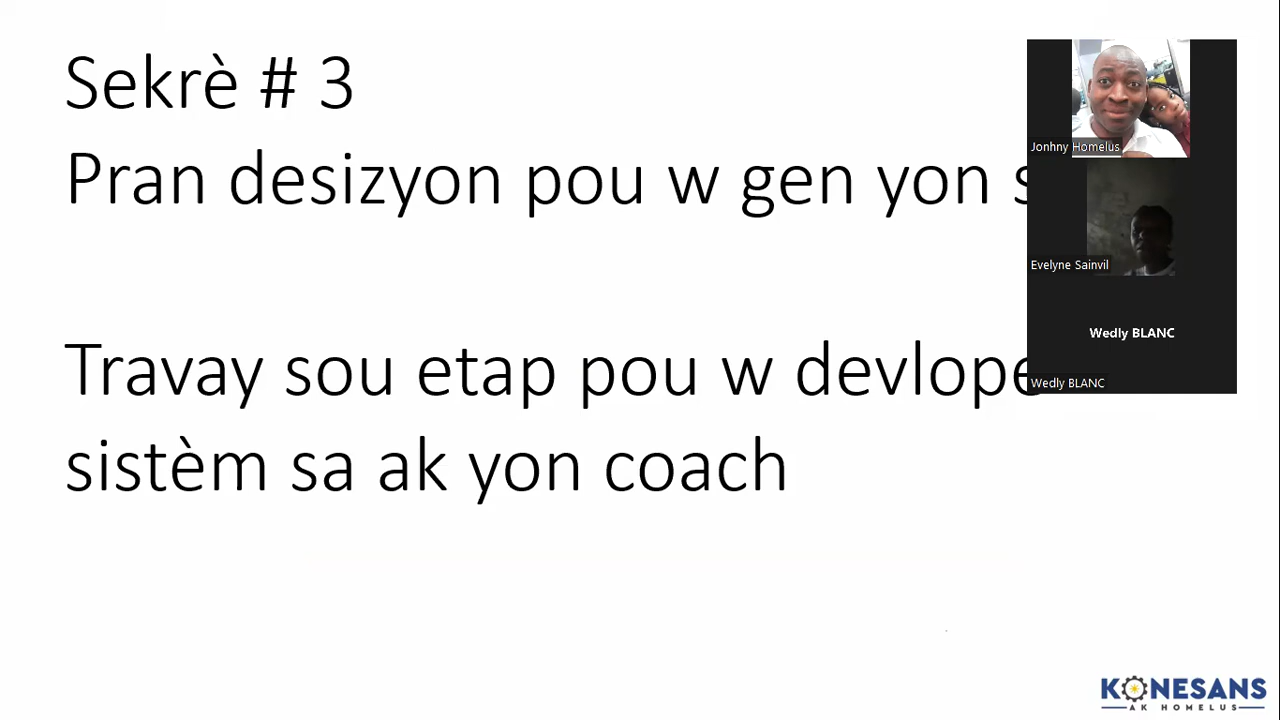 Sekrè # 3
Pran desizyon pou w gen yon
Travay sou etap pou w devlope
sistèm sa ak yon coach
Jonhny Homelus
Evelyne Sainvil
Wedly BLANC
Wedly BLANC
KONESANS
AK HOMELUS